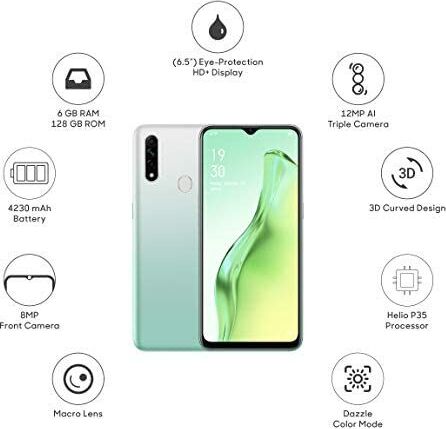 (6.5") Eye-Protection
HD+ Display
6 GB RAM
128 GB ROM
12MP AI
Triple Camera
4230 mAh
Battery
3D
3D Curved Design
19
30
8MP
Front Camera
Helio P35
Processor
Macro Lens
Dazzle
Color Mode